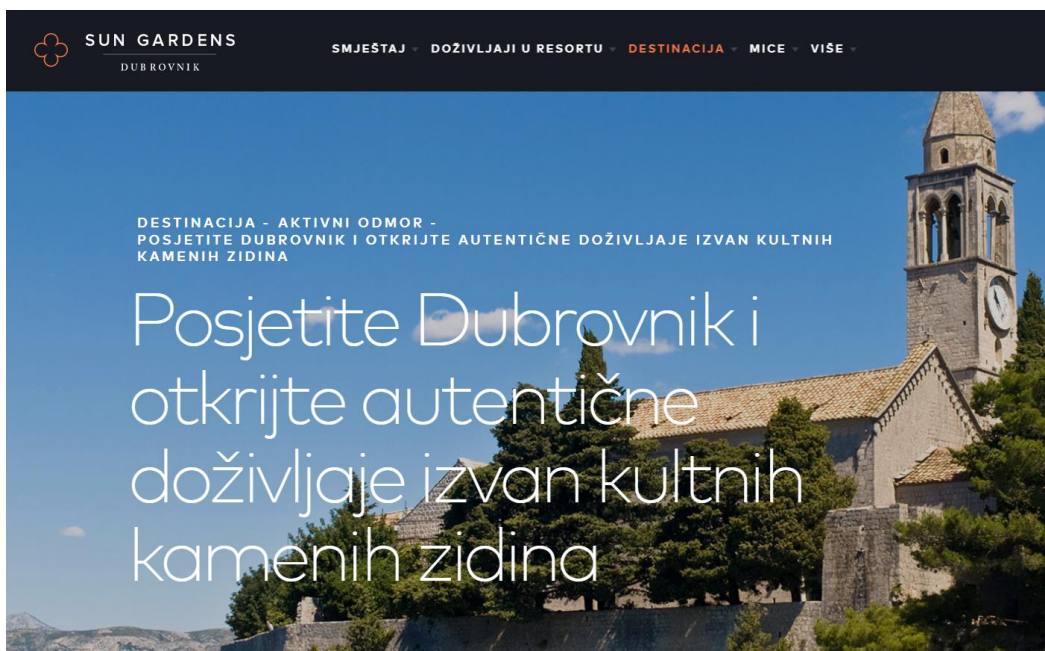 SUN GARDENS
DUBROVNIK
SMJEŠTAJ DOŽIVLJAJI U RESORTU DESTINACIJA MICE VIŠE
DESTINACIJA - AKTIVNI ODMOR -
POSJETITE DUBROVNIK I OTKRIJTE AUTENTIČNE DOŽIVLJAJE IZVAN KULTNIH
KAMENIH ZIDINA
Posjetite Dubrovnik i
otkrijte autentične
doživljaje izvan kultnih
kamenih zidina